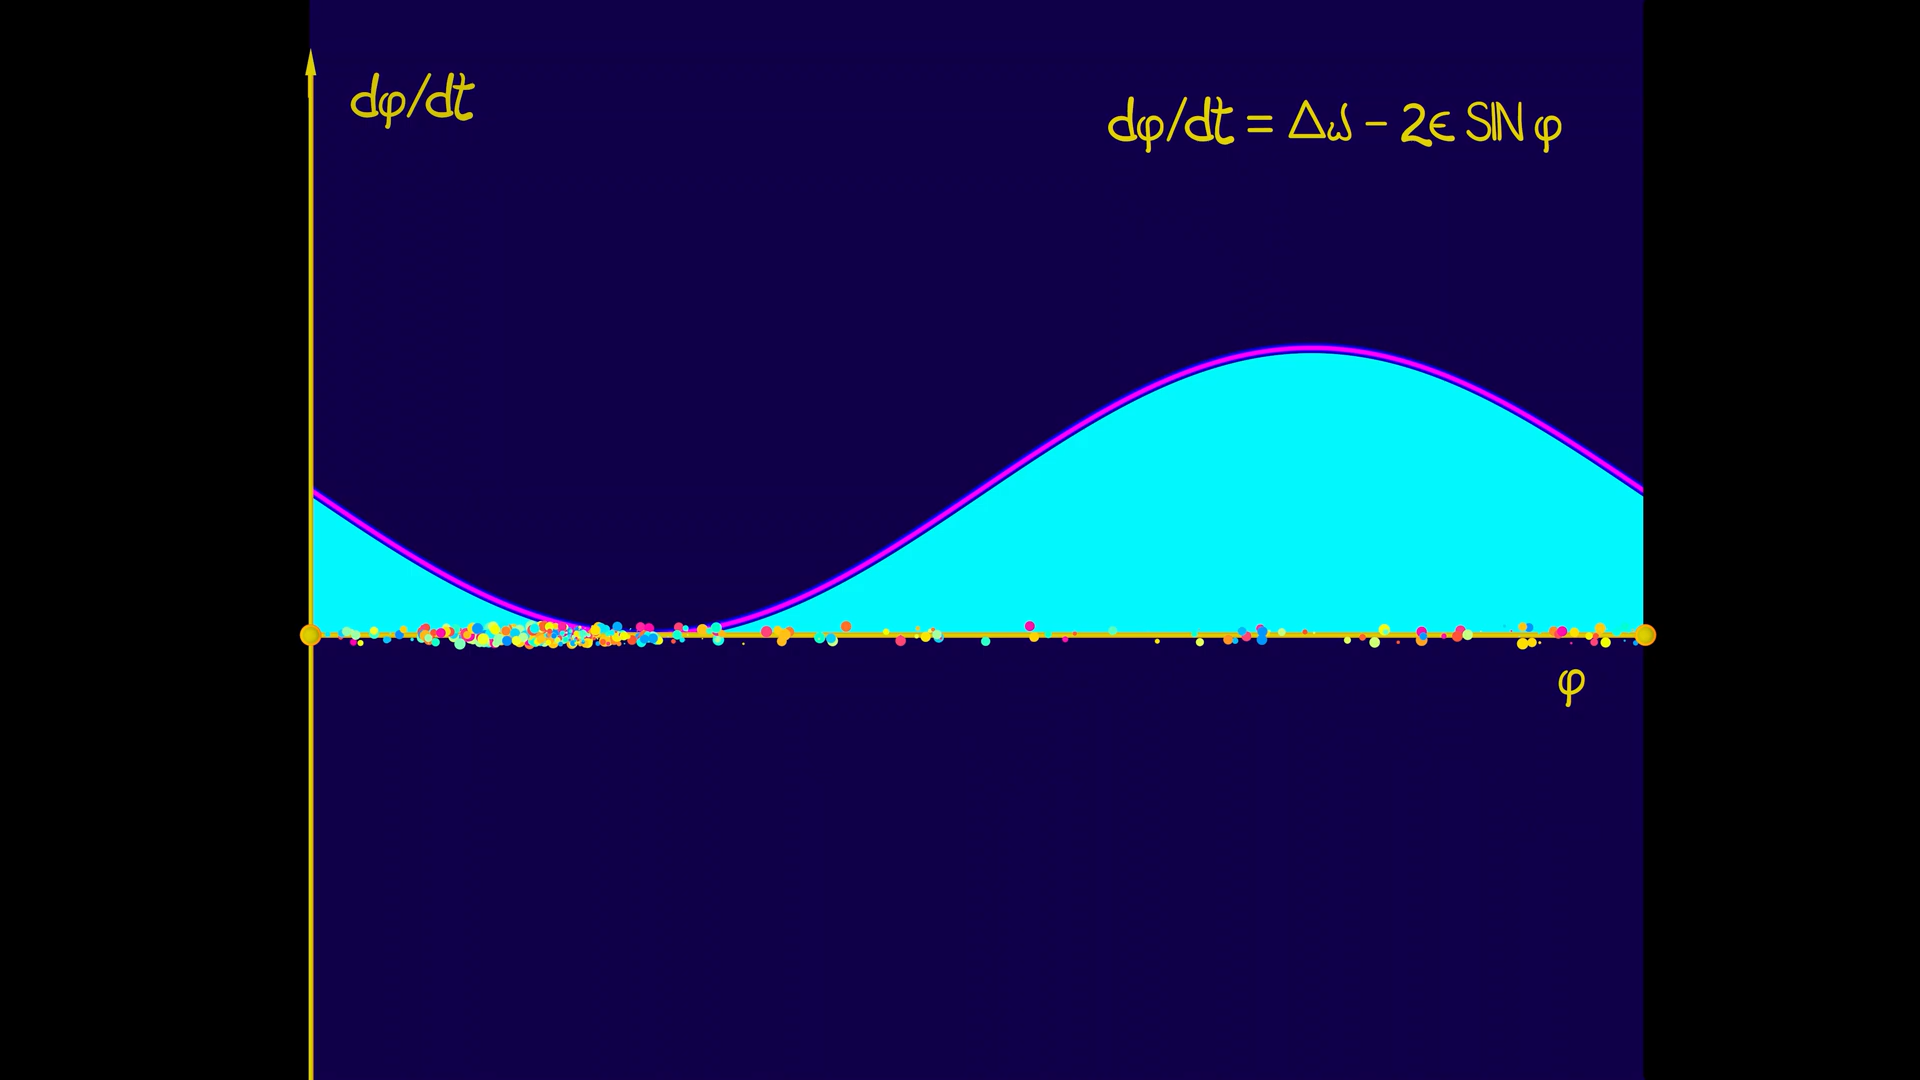 dφ/dt
dφ/dt = Δω - 2ϵ SIN φ
φ